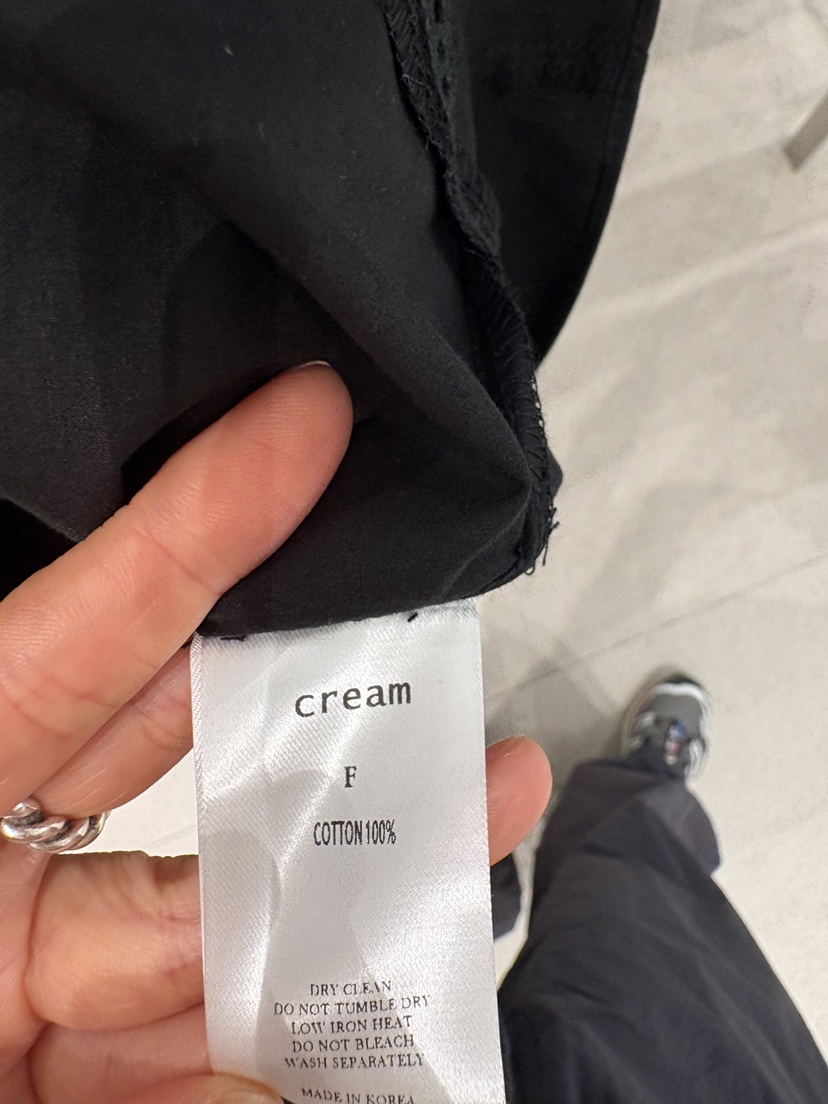 cream
F
COTTON100%
DRY CLEAN
DO NOT TUMBLE DRY
LOW IRON HEAT
DO NOT BLEACH
WASH SEPARATELY
MADE IN KOREA